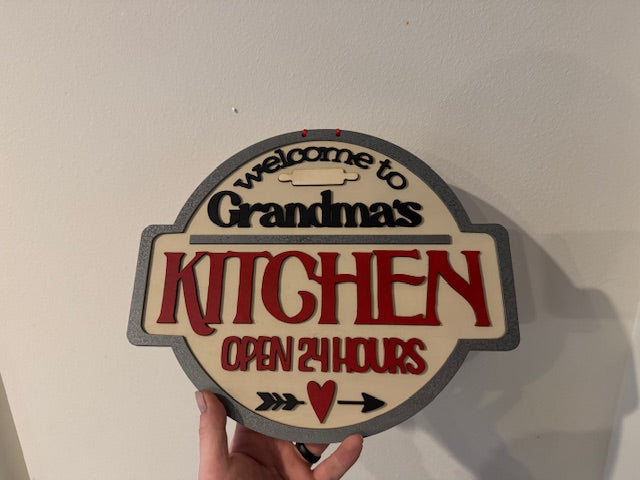 welcome to
Grandma's
KITCHEN
OPEN 24 HOURS